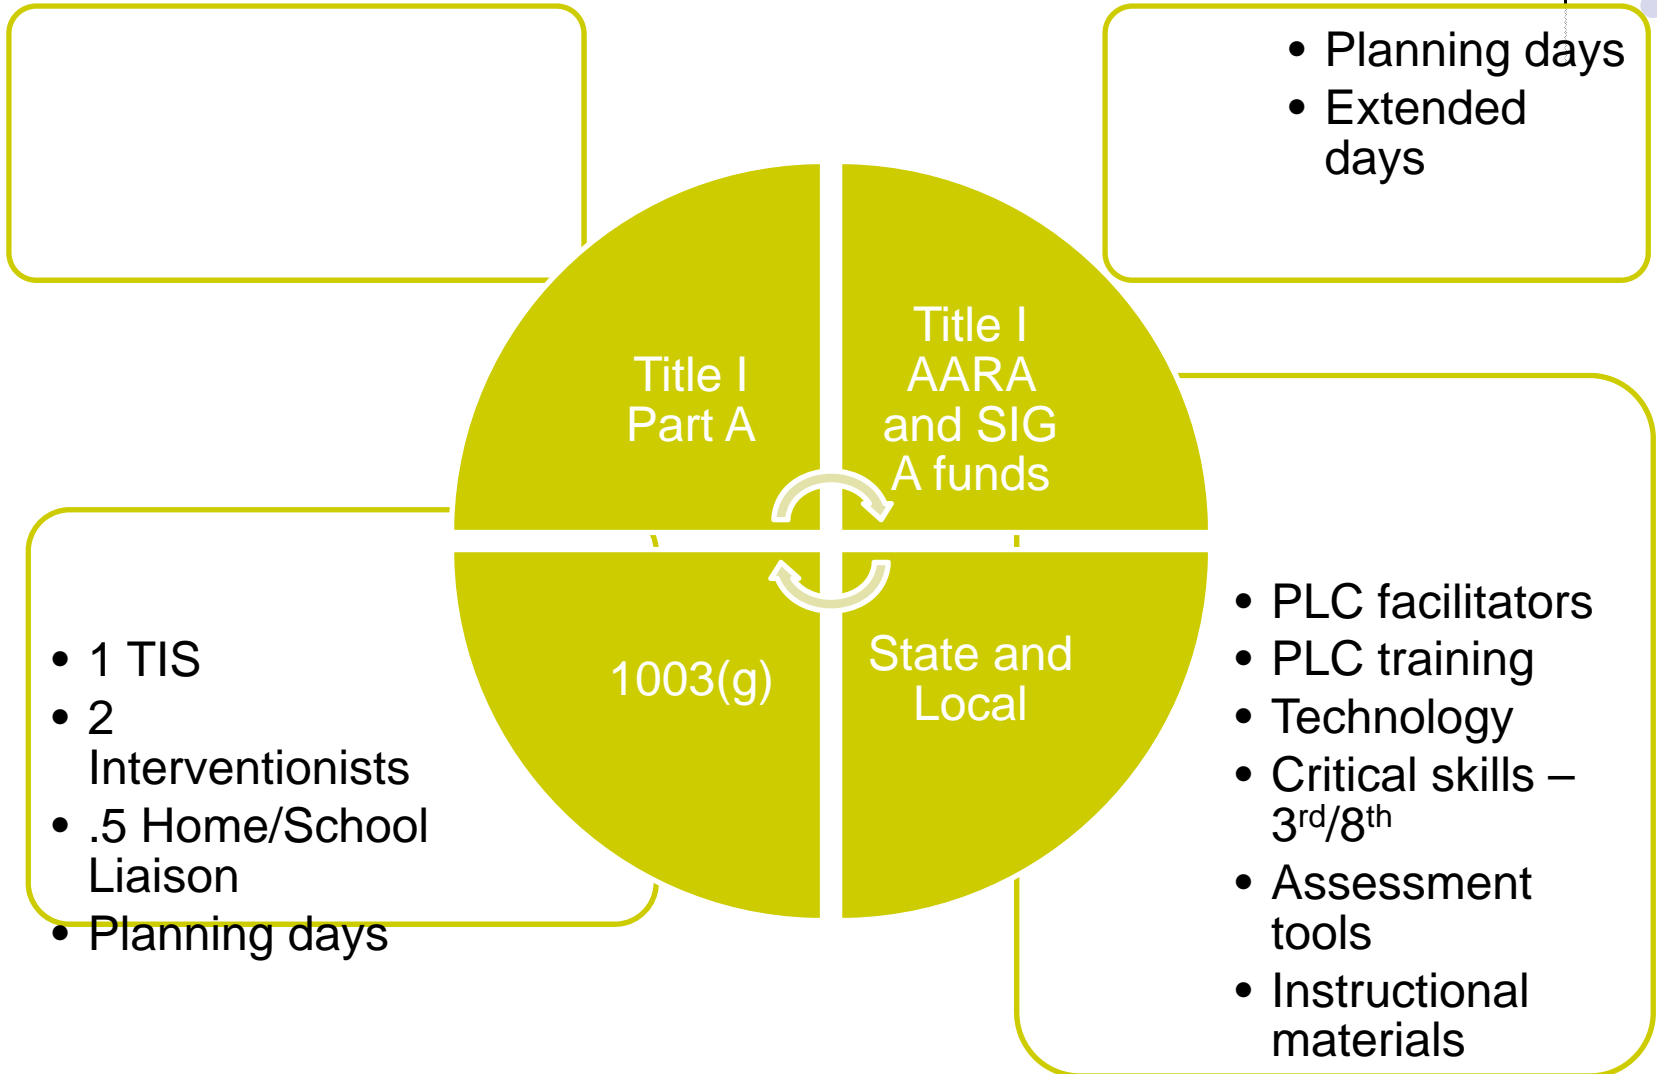 • Planning days
• Extended
days
Title I
Part A
Title I
AARA
and SIG
A funds
• 1 TIS
• 2
Interventionists
• .5 Home/School
Liaison
• Planning days
1003(g)
State and
Local
• PLC facilitators
• PLC training
• Technology
• Critical skills –
3rd/8th
• Assessment
tools
• Instructional
materials